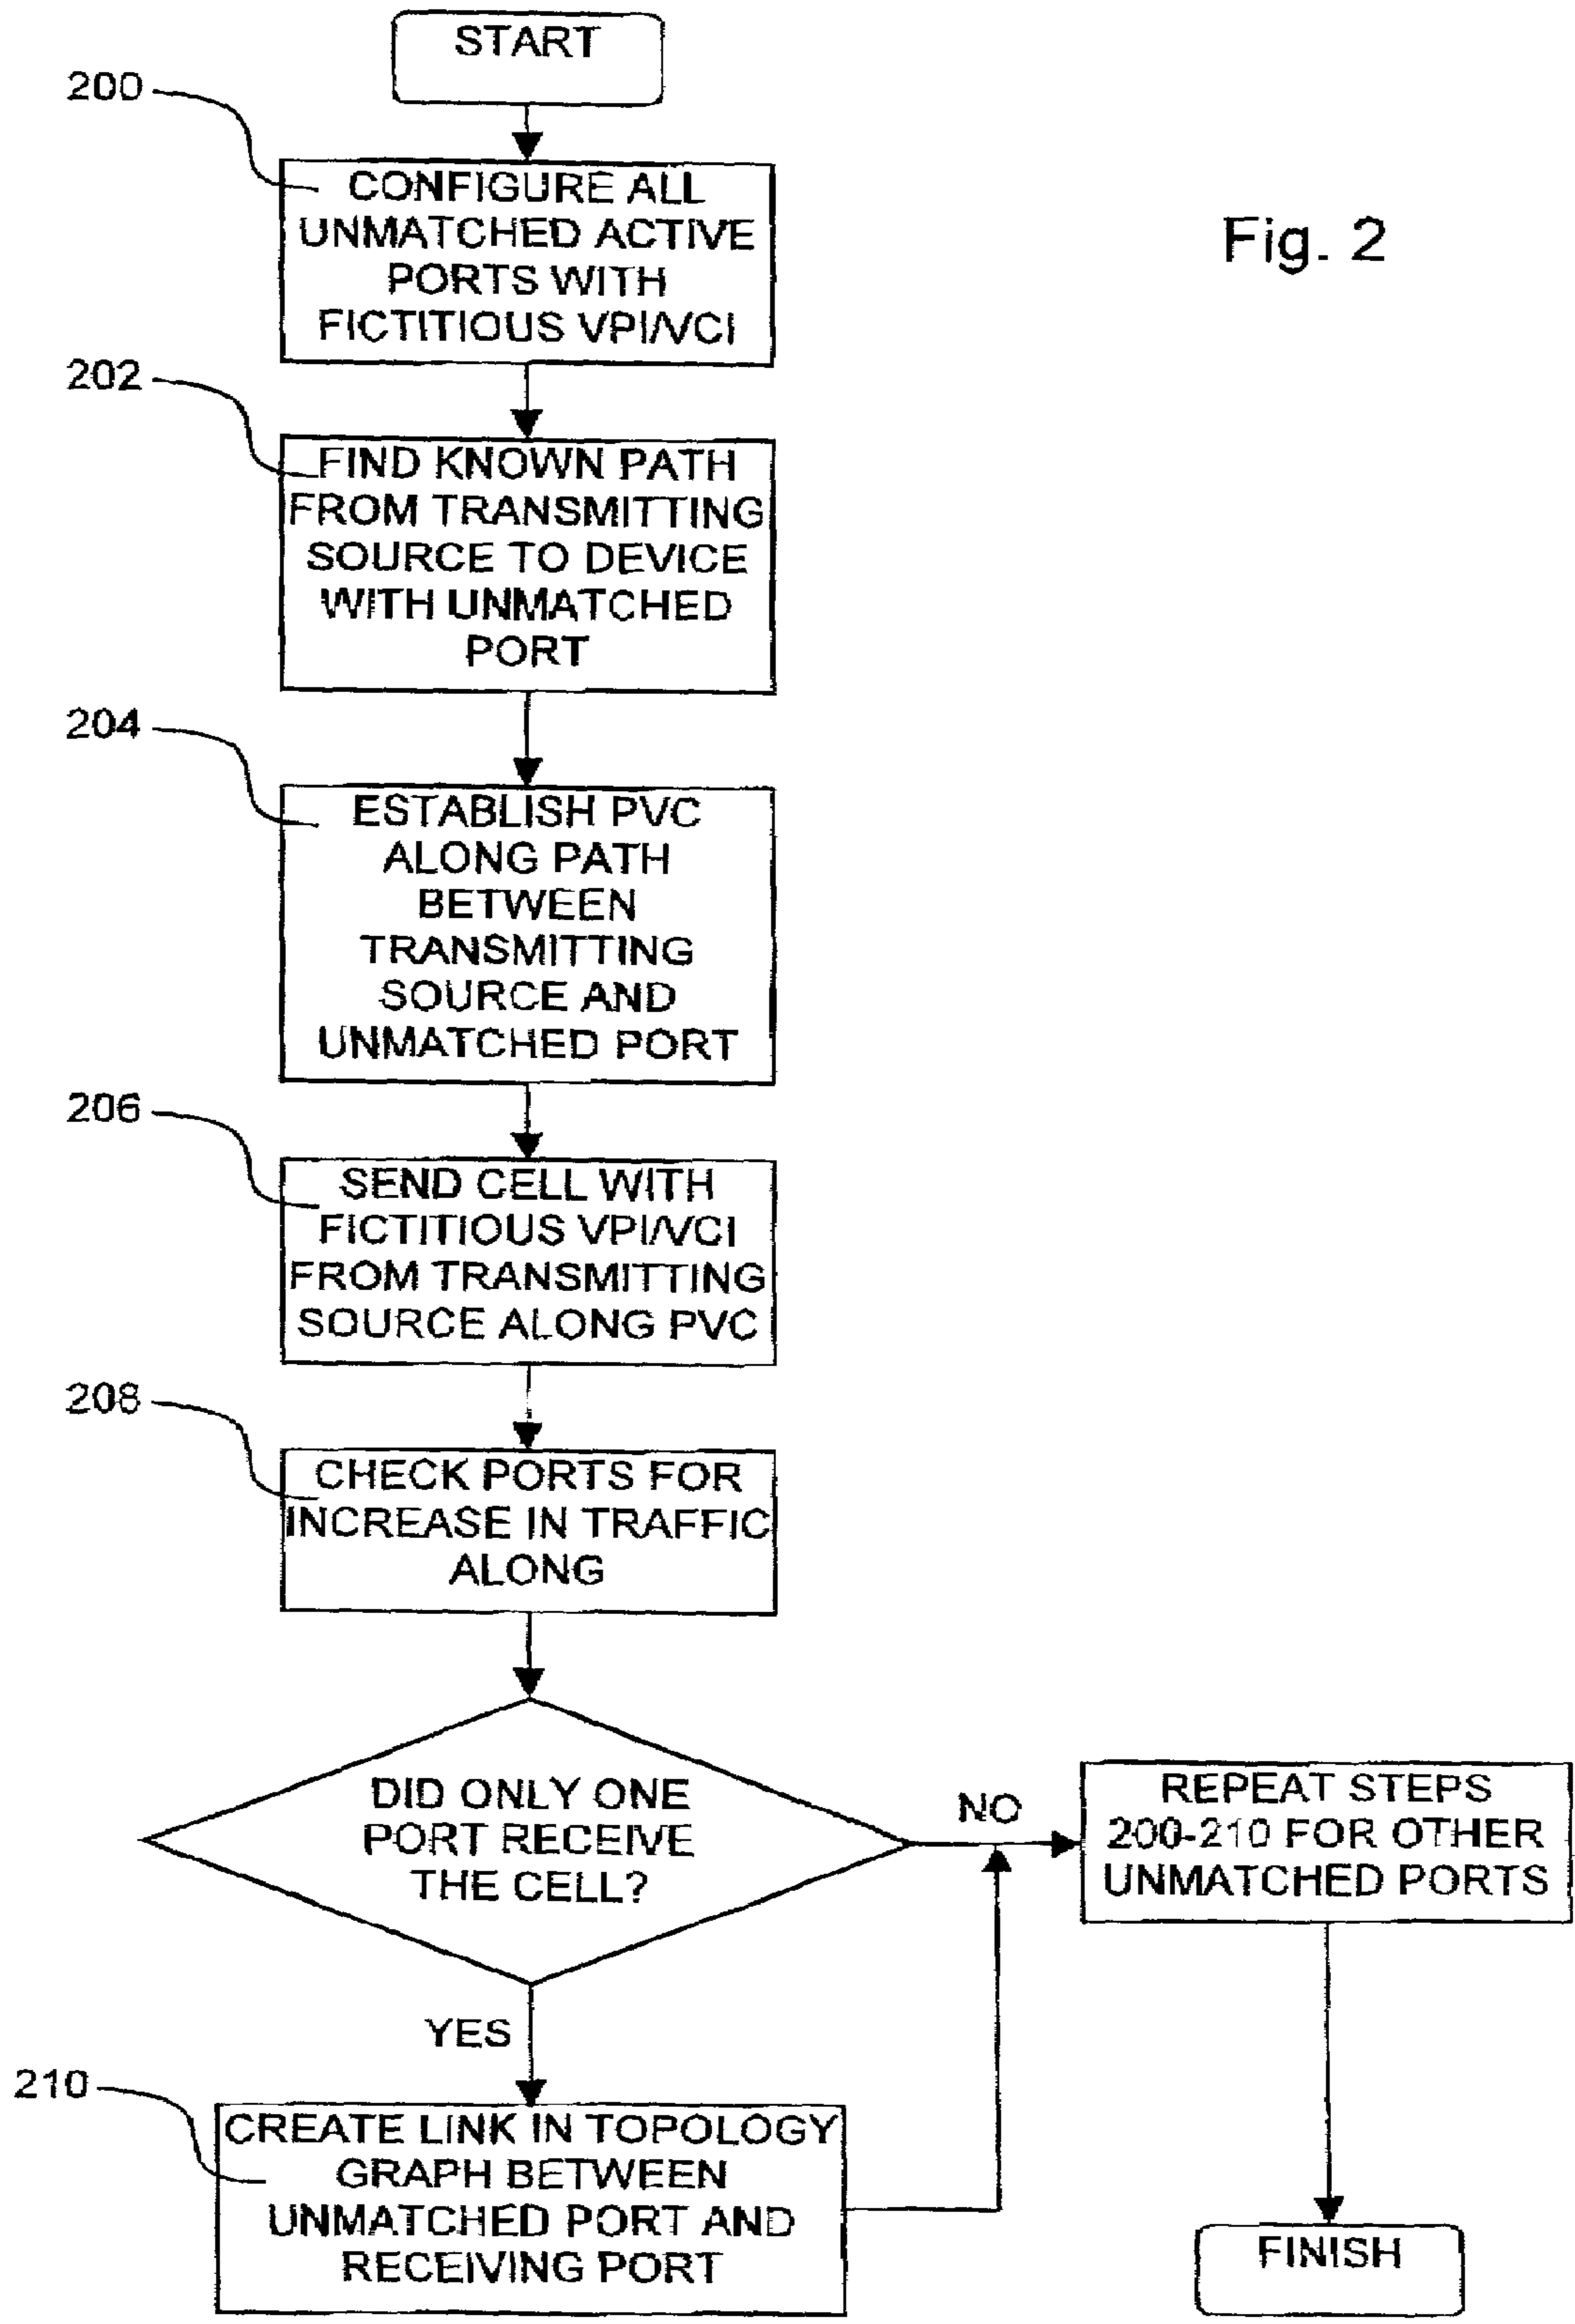 START
200
CONFIGURE ALL
UNMATCHED ACTIVE
PORTS WITH
FICTITIOUS VPI/VCI
Fig. 2
202
FIND KNOWN PATH
FROM TRANSMITTING
SOURCE TO DEVICE
WITH UNMATCHED
PORT
204
ESTABLISH PVC
ALONG PATH
BETWEEN
TRANSMITTING
SOURCE AND
UNMATCHED PORT
206
SEND CELL WITH
FICTITIOUS VPI/VCI
FROM TRANSMITTING
SOURCE ALONG PVC
208
CHECK PORTS FOR
INCREASE IN TRAFFIC
ALONG
DID ONLY ONE
PORT RECEIVE
THE CELL?
NO
REPEAT STEPS
200-210 FOR OTHER
UNMATCHED PORTS
YES
210
CREATE LINK IN TOPOLOGY
GRAPH BETWEEN
UNMATCHED PORT AND
RECEIVING PORT
FINISH